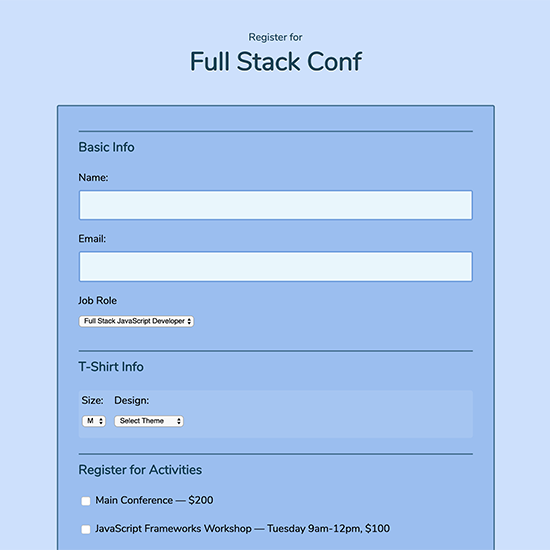 Register for
Full Stack Conf
Basic Info
Name:
Email:
Job Role
Full Stack JavaScript Developer
T-Shirt Info
Size: Design:
M Select Theme
Register for Activities
Main Conference — $200
JavaScript Frameworks Workshop — Tuesday 9am-12pm, $100